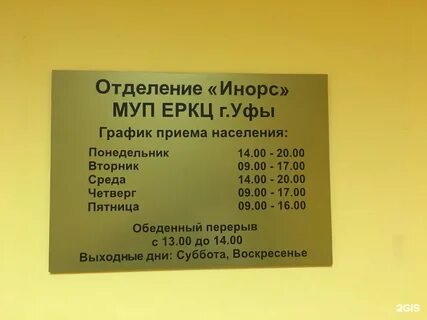 Отделение «Инорс»
МУП ЕРКЦ г.Уфы
График приема населения:
Понедельник 14.00 - 20.00
Вторник 09.00 - 17.00
Среда 14.00 - 20.00
Четверг 09.00 - 17.00
Пятница 09.00 - 16.00
Обеденный перерыв
с 13.00 до 14.00
Выходные дни: Суббота, Воскресенье
2GIS